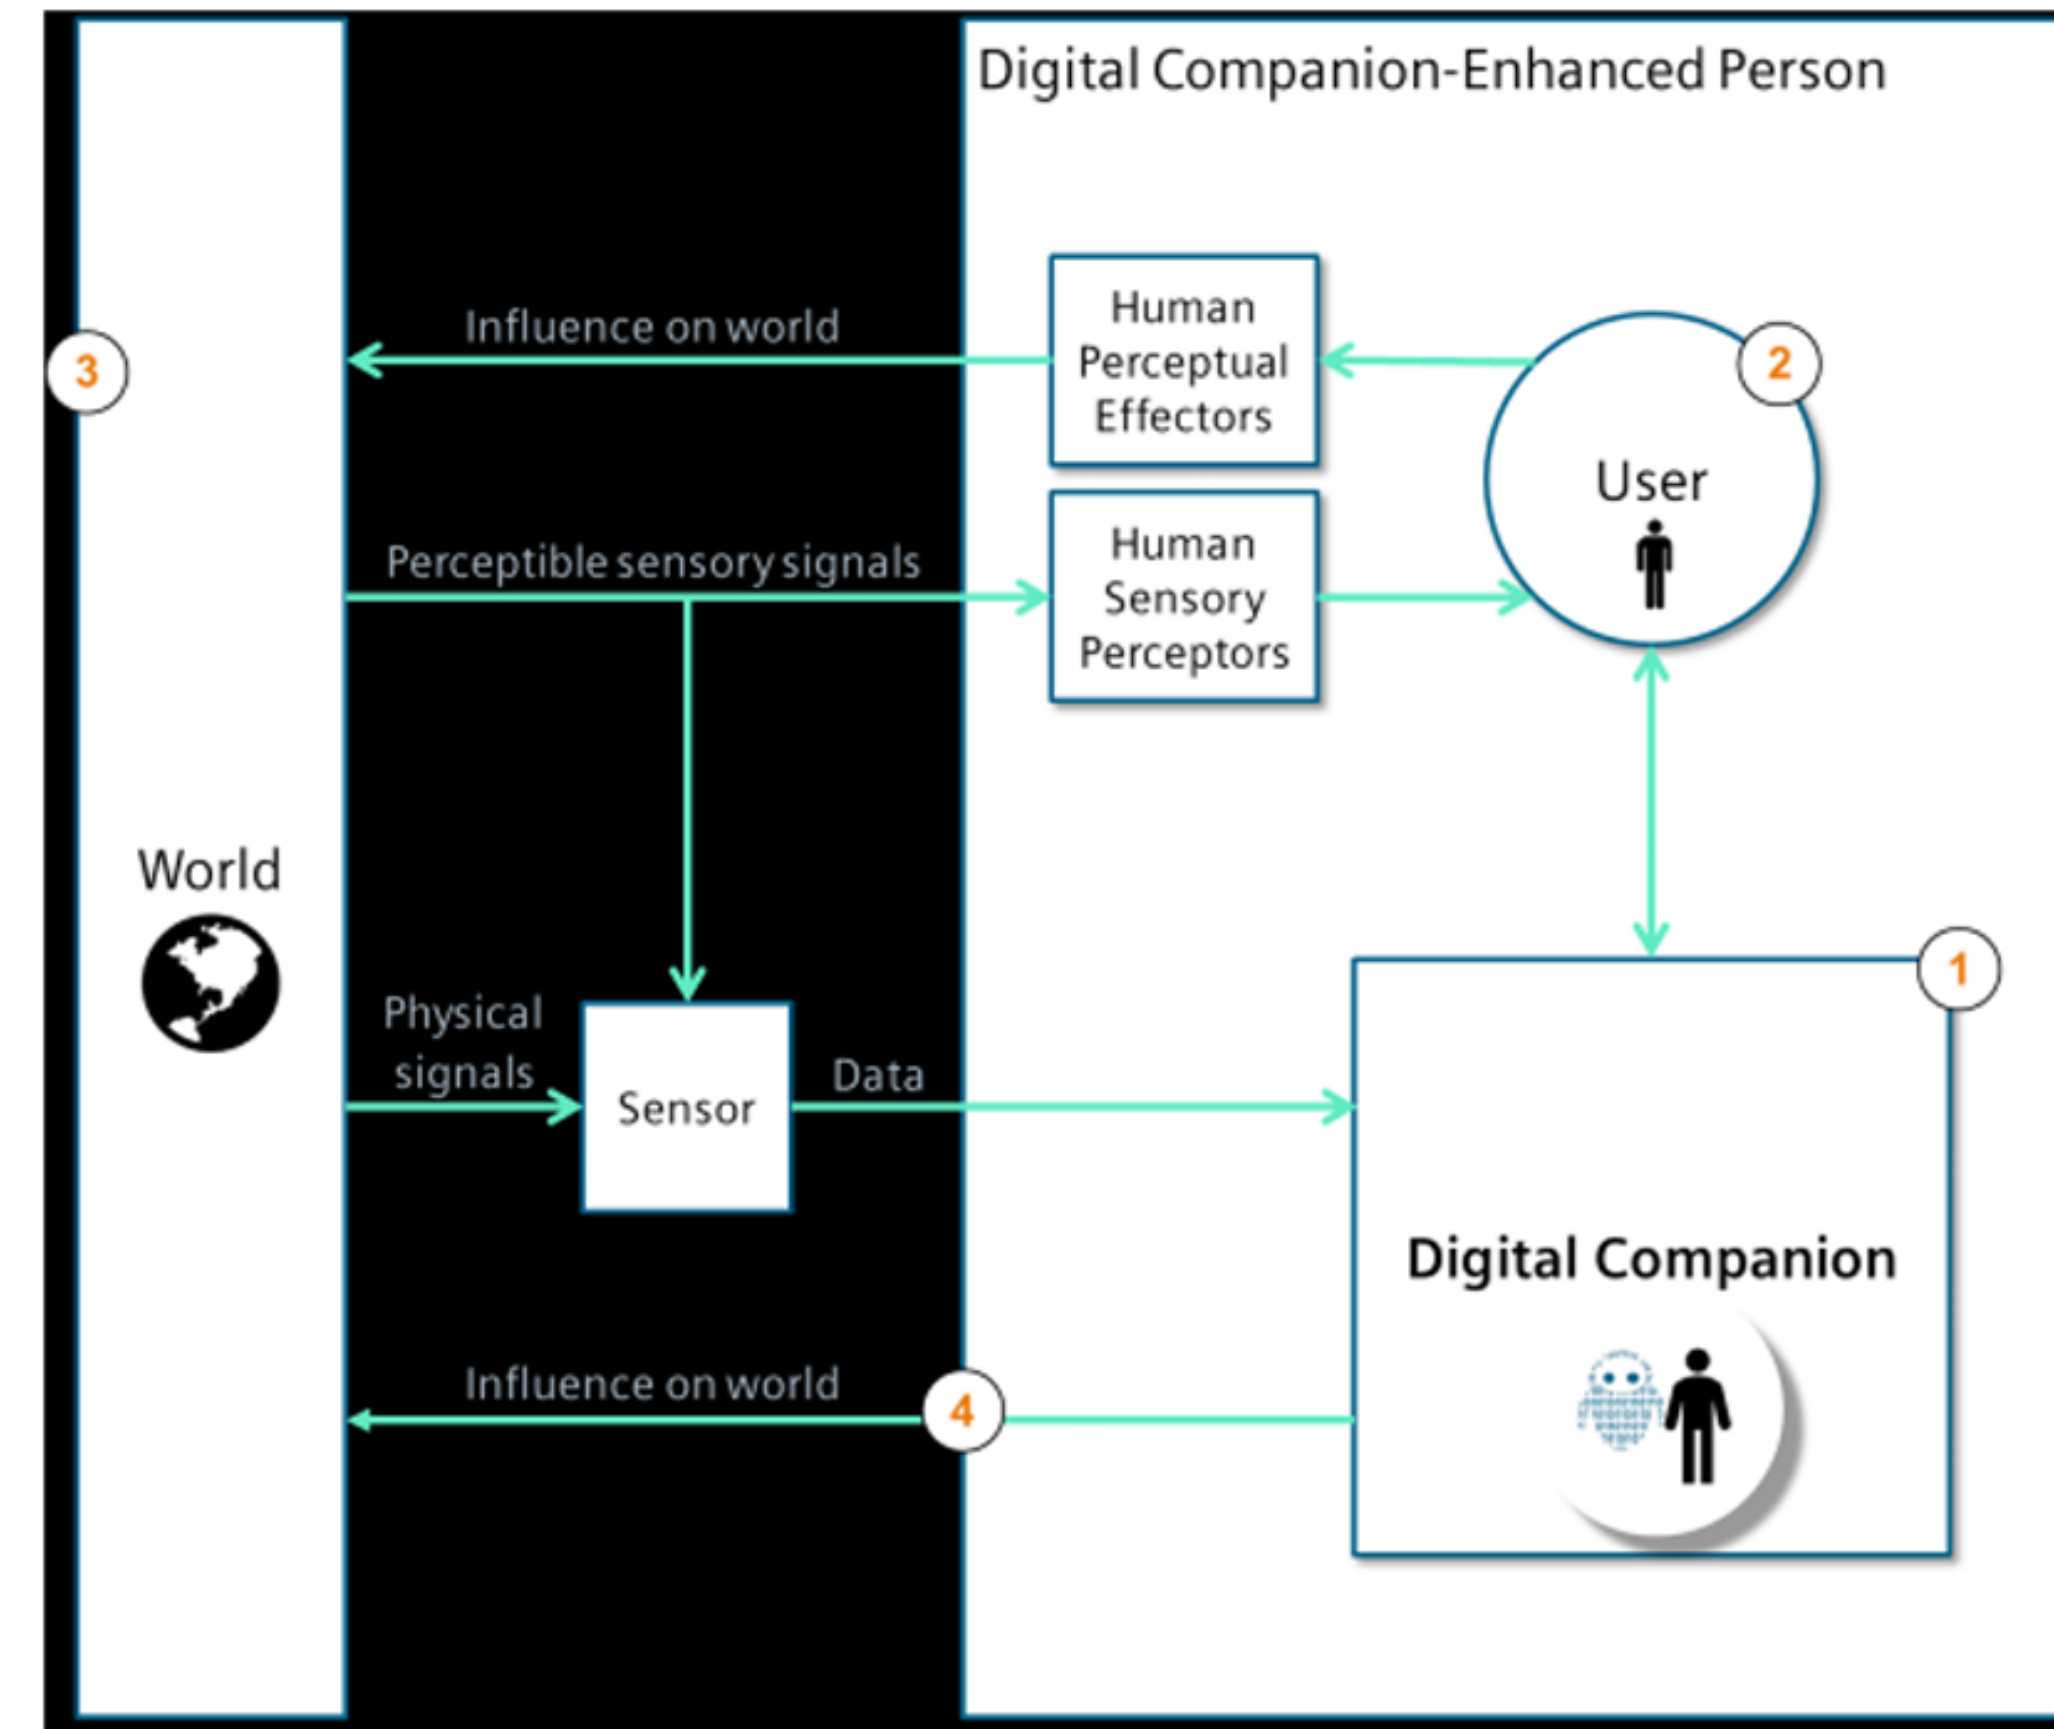 Digital Companion-Enhanced Person
Influence on world
Human
Perceptual
Effectors
2
3
User
Perceptible sensory signals
Human
Sensory
Perceptors
World
1
Physical
signals
Sensor
Data
Digital Companion
Influence on world
4